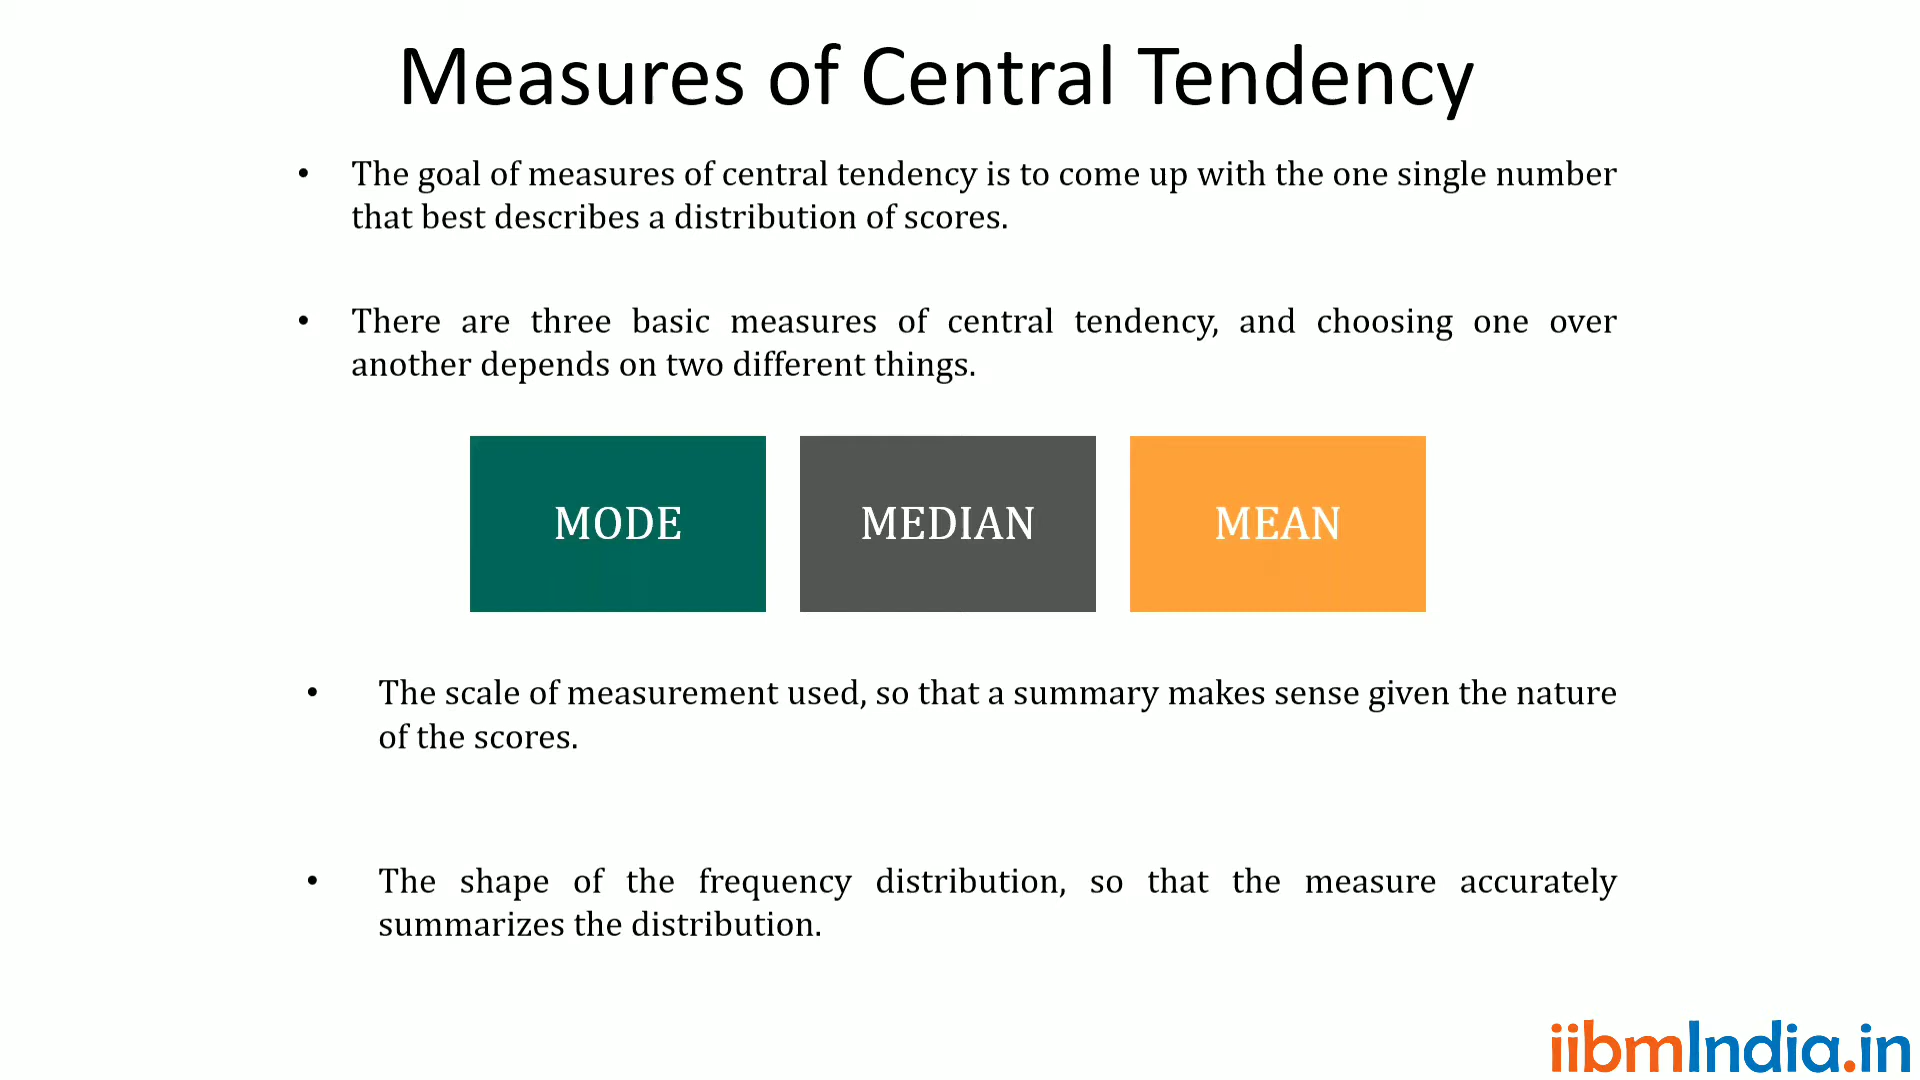 Measures of Central Tendency
• The goal of measures of central tendency is to come up with the one single number
that best describes a distribution of scores.
• There are three basic measures of central tendency, and choosing one over
another depends on two different things.
MODE
MEDIAN
MEAN
• The scale of measurement used, so that a summary makes sense given the nature
of the scores.
• The shape of the frequency distribution, so that the measure accurately
summarizes the distribution.
iibmIndia.in